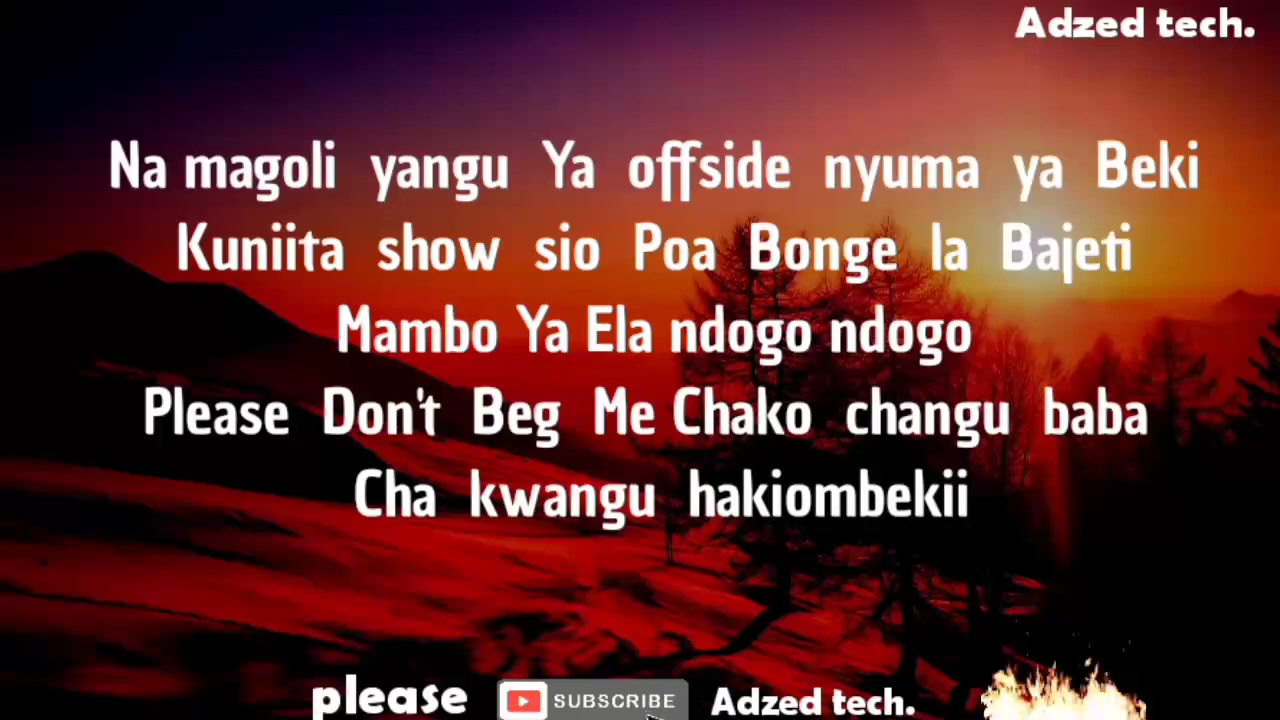 Adzed tech.
Na magoli yangu Ya offside nyuma ya Beki
Kuniita show sio Poa Bonge la Bajeti
Mambo Ya Ela ndogo ndogo
Please Don't Beg Me Chako changu baba
Cha kwangu hakiombekii
please SUBSCRIBE Adzed tech.